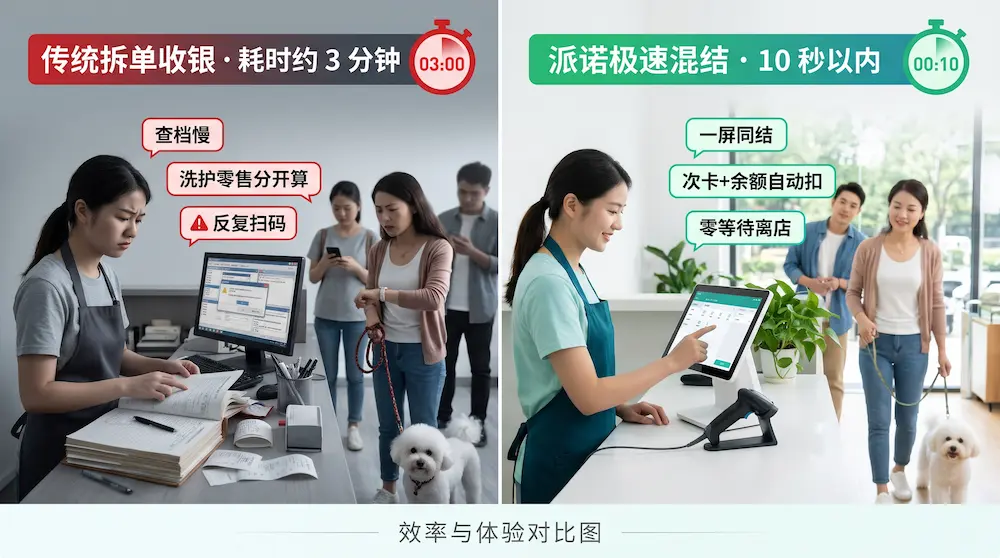 传统拆单收银 · 耗时约 3 分钟
03:00
查档慢
洗护零售分开算
反复扫码
派诺极速混结 · 10 秒以内
00:10
一屏同结
次卡+余额自动扣
零等待离店
效率与体验对比图